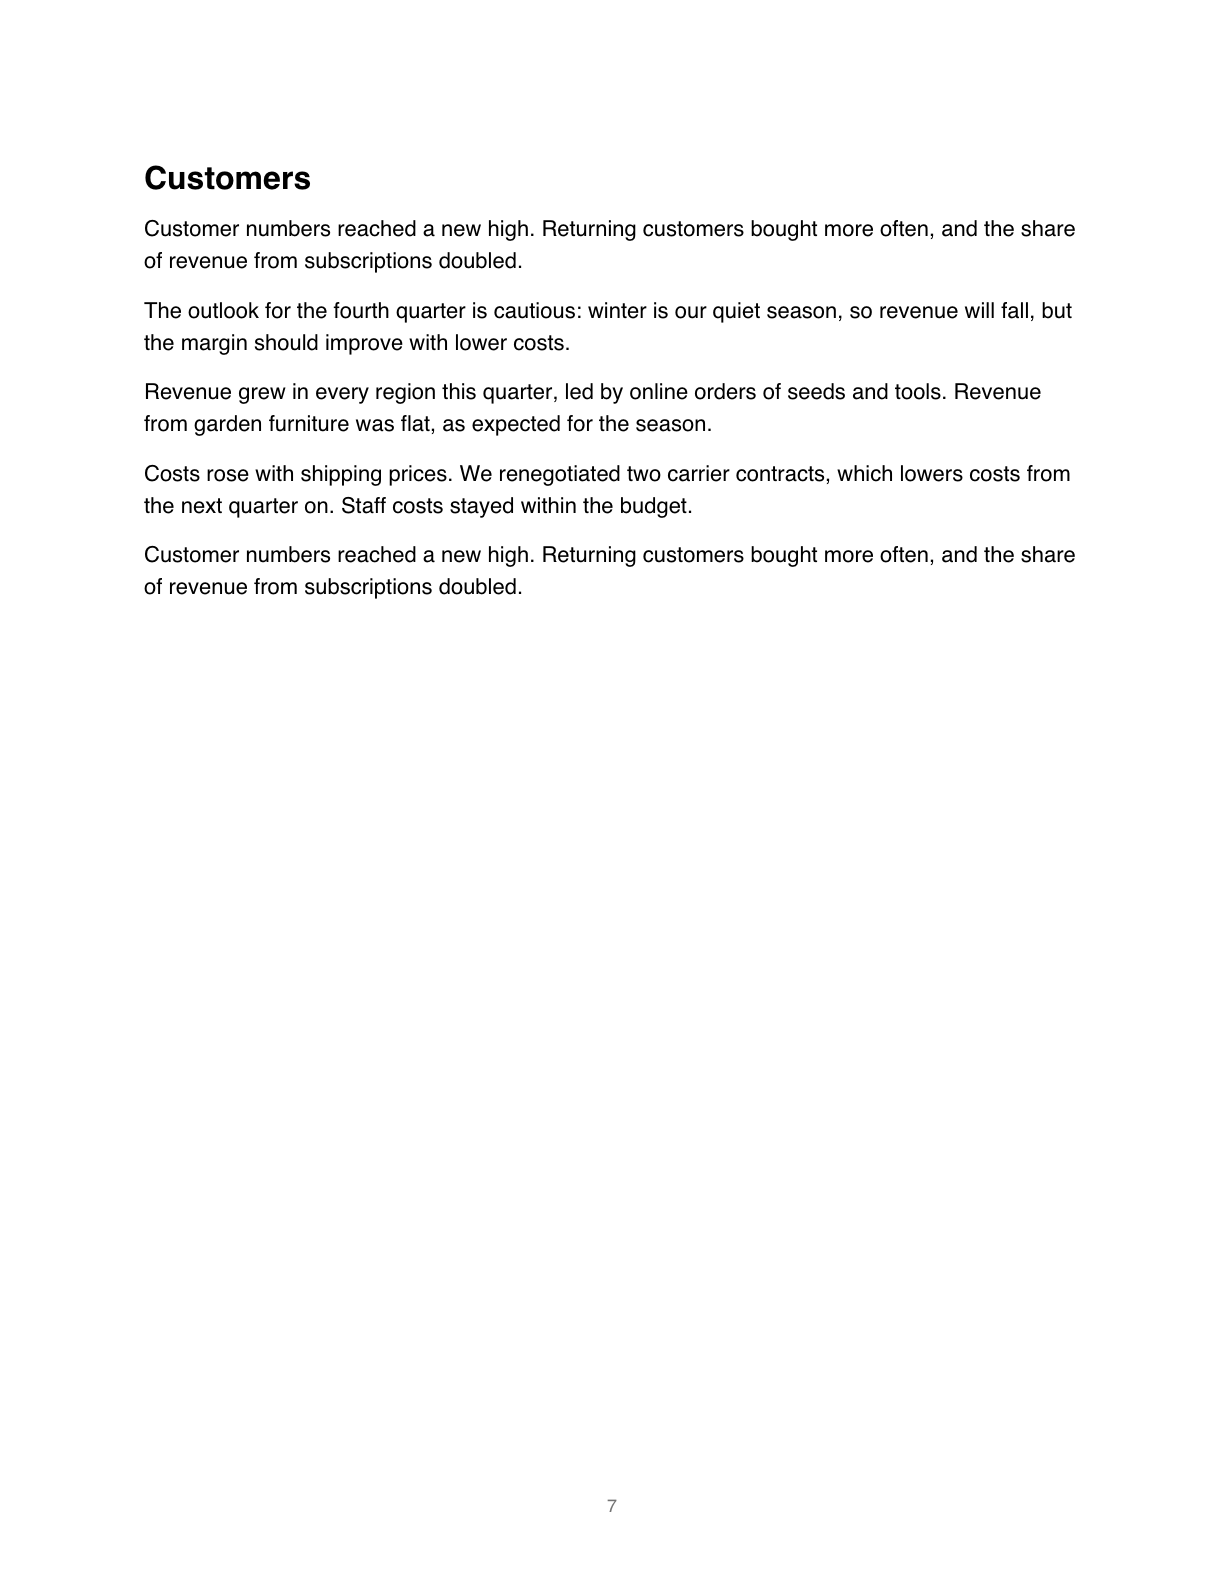 Customers
Customer numbers reached a new high. Returning customers bought more often, and the share
of revenue from subscriptions doubled.
The outlook for the fourth quarter is cautious: winter is our quiet season, so revenue will fall, but
the margin should improve with lower costs.
Revenue grew in every region this quarter, led by online orders of seeds and tools. Revenue
from garden furniture was flat, as expected for the season.
Costs rose with shipping prices. We renegotiated two carrier contracts, which lowers costs from
the next quarter on. Staff costs stayed within the budget.
Customer numbers reached a new high. Returning customers bought more often, and the share
of revenue from subscriptions doubled.
7